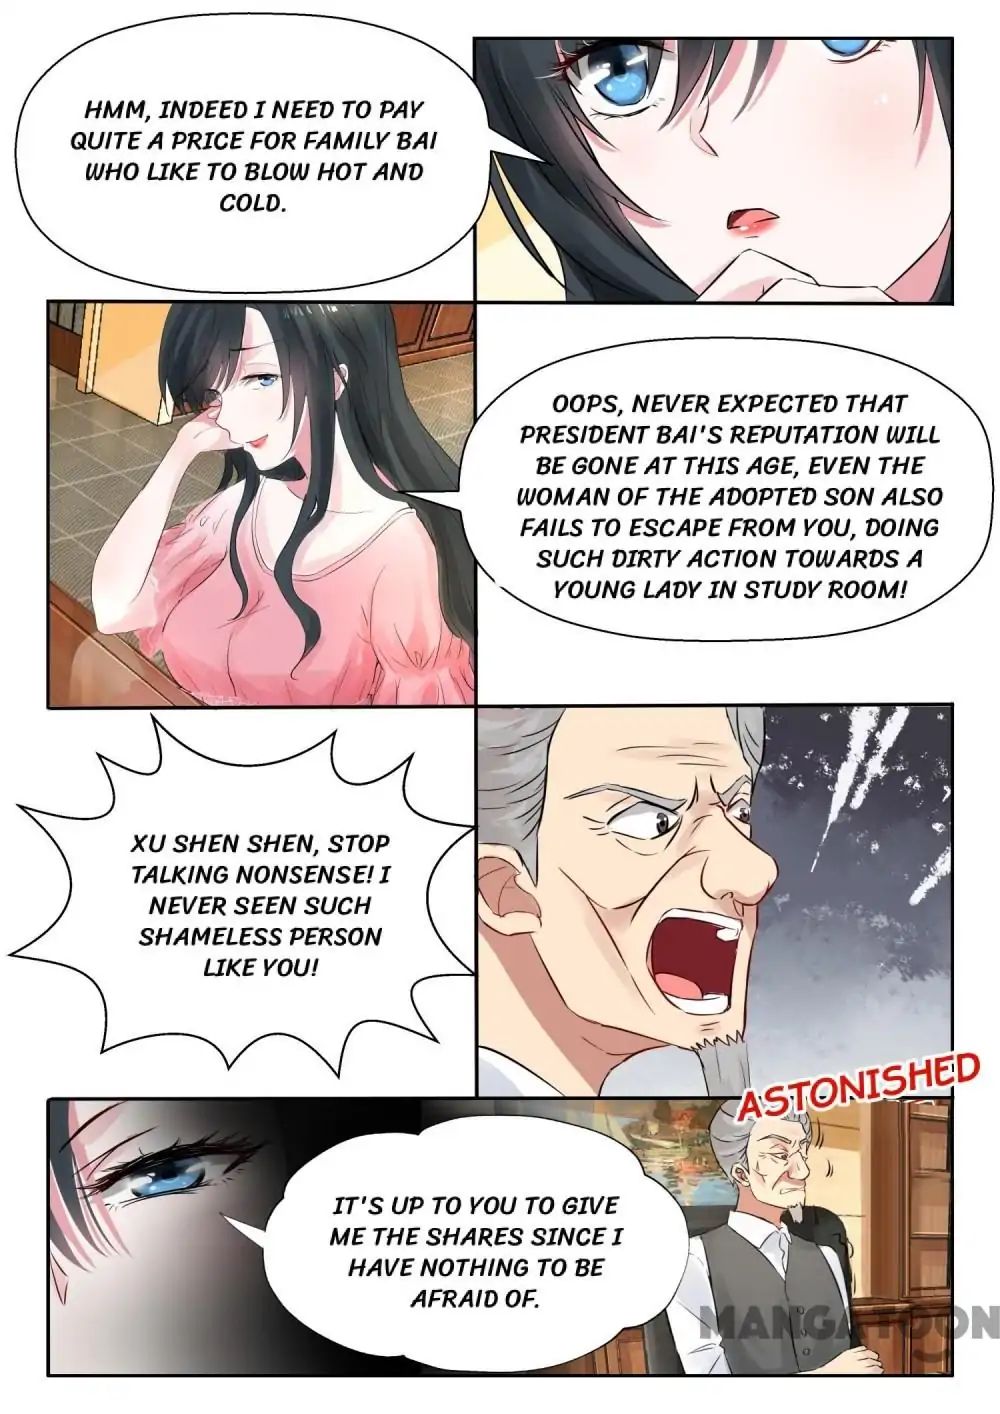 HMM, INDEED I NEED TO PAY
QUITE A PRICE FOR FAMILY BAI
WHO LIKE TO BLOW HOT AND
COLD.
OOPS, NEVER EXPECTED THAT
PRESIDENT BAI'S REPUTATION WILL
BE GONE AT THIS AGE, EVEN THE
WOMAN OF THE ADOPTED SON ALSO
FAILS TO ESCAPE FROM YOU, DOING
SUCH DIRTY ACTION TOWARDS A
YOUNG LADY IN STUDY ROOM!
XU SHEN SHEN, STOP
TALKING NONSENSE! I
NEVER SEEN SUCH
SHAMELESS PERSON
LIKE YOU!
ASTONISHED
IT'S UP TO YOU TO GIVE
ME THE SHARES SINCE I
HAVE NOTHING TO BE
AFRAID OF.
MANGATOON